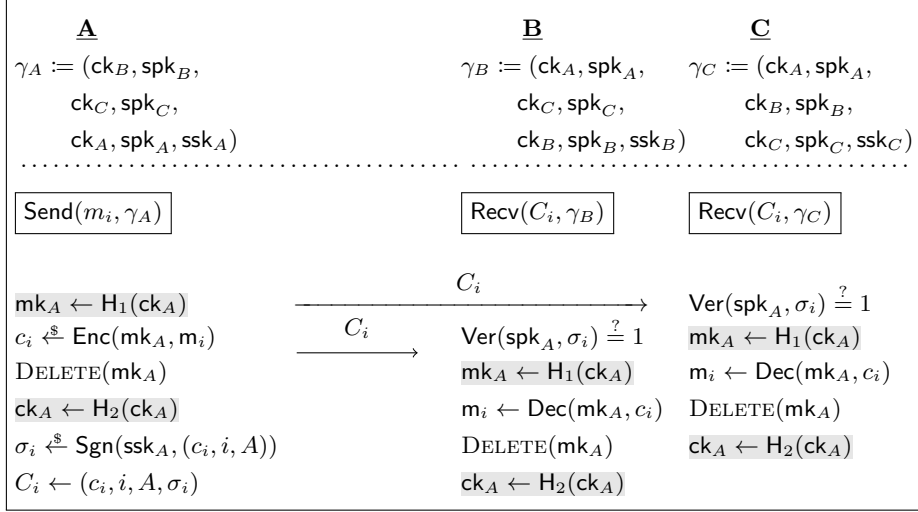 A B C
γ_A := (ck_B, spk_B, γ_B := (ck_A, spk_A, γ_C := (ck_A, spk_A,
ck_C, spk_C, ck_C, spk_C, ck_B, spk_B,
ck_A, spk_A, ssk_A) ck_B, spk_B, ssk_B) ck_C, spk_C, ssk_C)
Send(m_i, γ_A) Recv(C_i, γ_B) Recv(C_i, γ_C)
C_i
mk_A ← H_1(ck_A) Ver(spk_A, σ_i) ≟ 1
C_i
c_i ←$ Enc(mk_A, m_i) Ver(spk_A, σ_i) ≟ 1 mk_A ← H_1(ck_A)
DELETE(mk_A) mk_A ← H_1(ck_A) m_i ← Dec(mk_A, c_i)
ck_A ← H_2(ck_A) m_i ← Dec(mk_A, c_i) DELETE(mk_A)
σ_i ←$ Sgn(ssk_A, (c_i, i, A)) DELETE(mk_A) ck_A ← H_2(ck_A)
C_i ← (c_i, i, A, σ_i) ck_A ← H_2(ck_A)